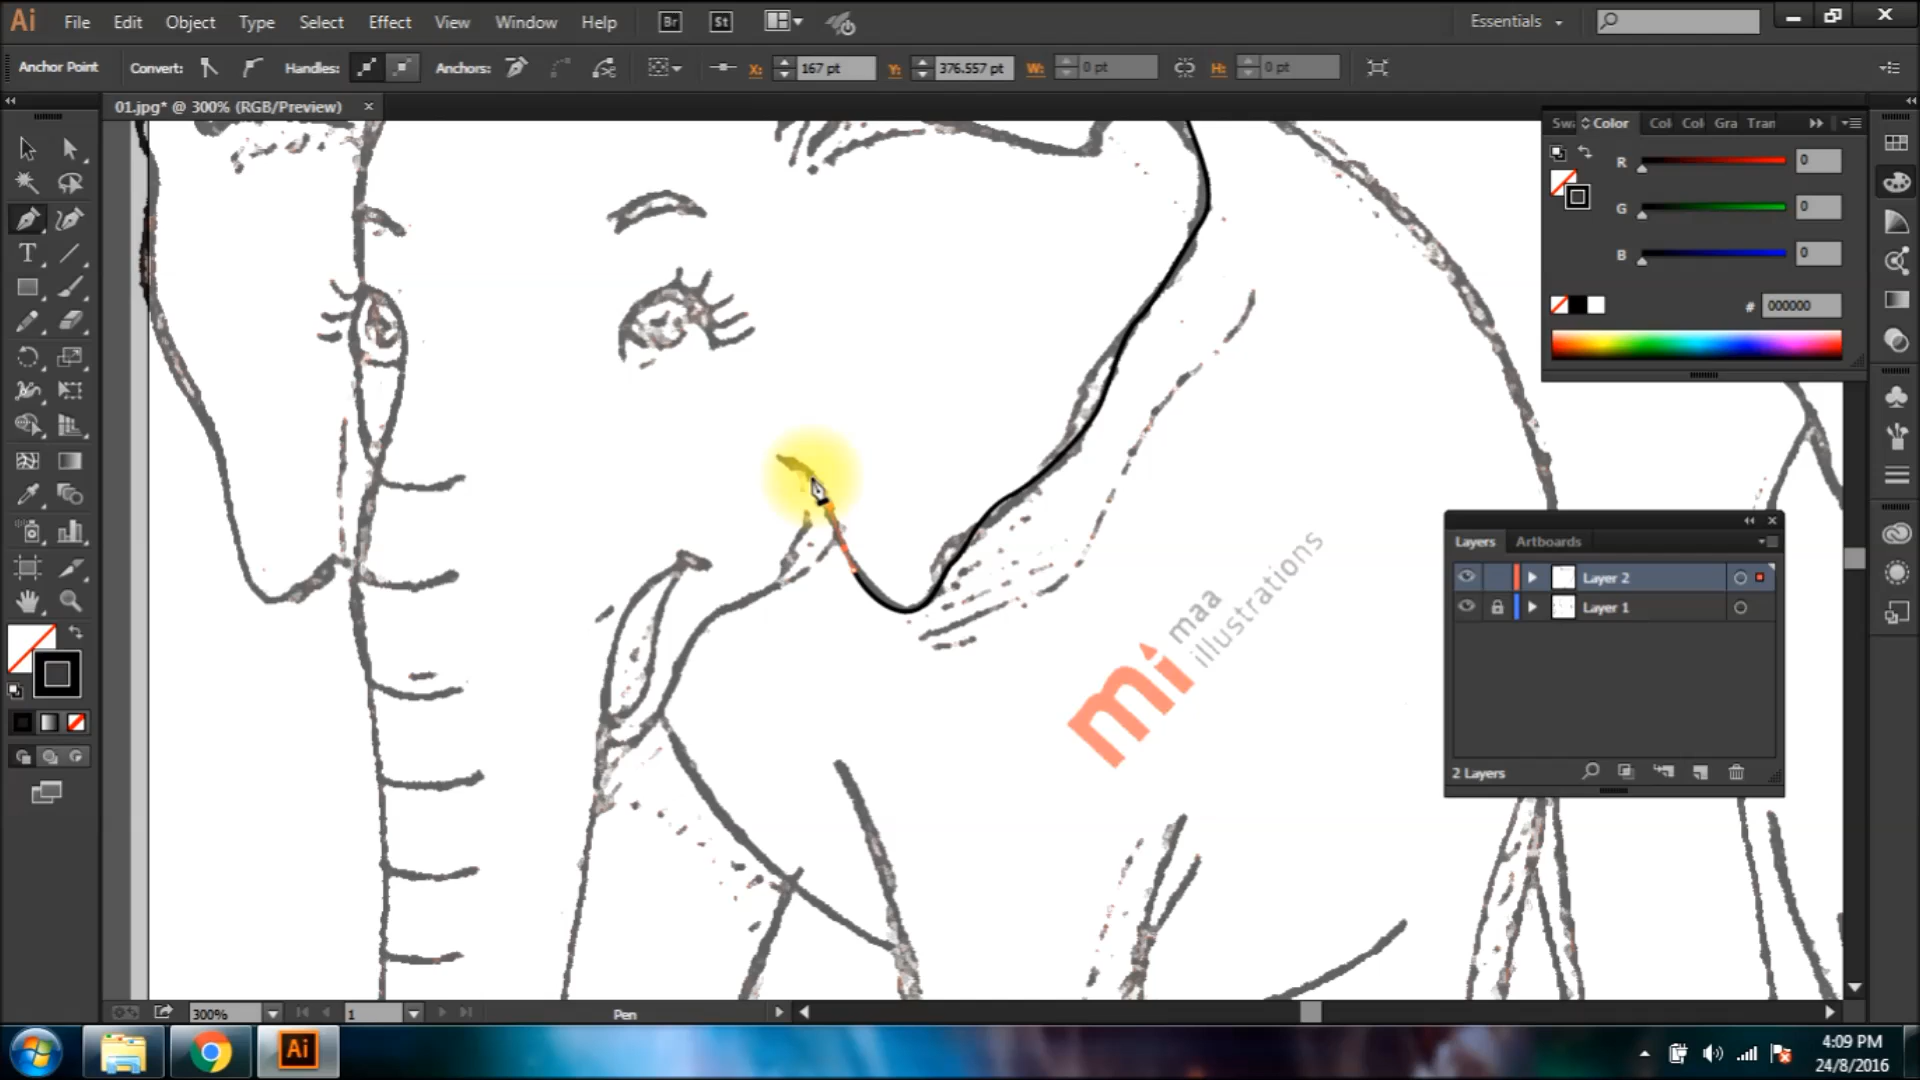 Ai File Edit Object Type Select Effect View Window Help Br St Essentials
Anchor Point Convert: Handles: Anchors: X: 167 pt Y: 376.557 pt W: 0 pt H: 0 pt
01.jpg* @ 300% (RGB/Preview)
Color Gra
R 0
G 0
B 0
# 000000
mi maa
illustrations
Layers Artboards
Layer 2
Layer 1
2 Layers
300% 1 Pen
Ai
4:09 PM
24/8/2016